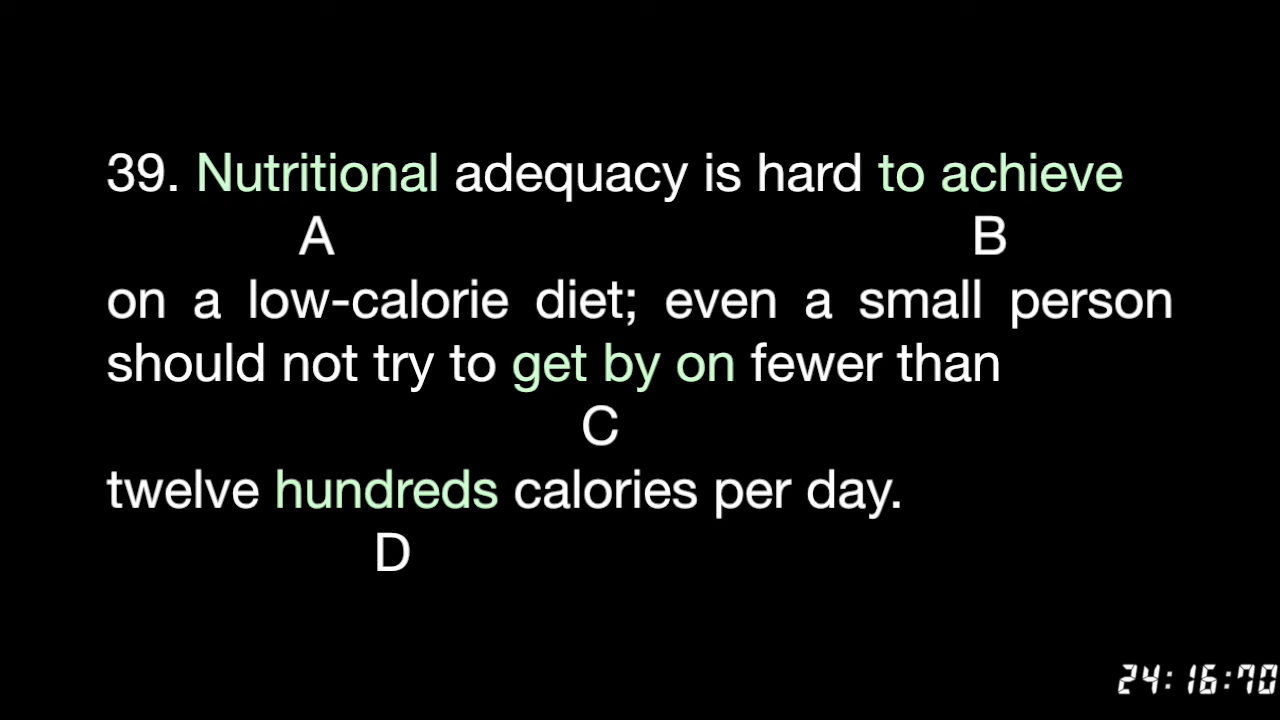 39. Nutritional adequacy is hard to achieve
A B
on a low-calorie diet; even a small person
should not try to get by on fewer than
C
twelve hundreds calories per day.
D
24:16:70